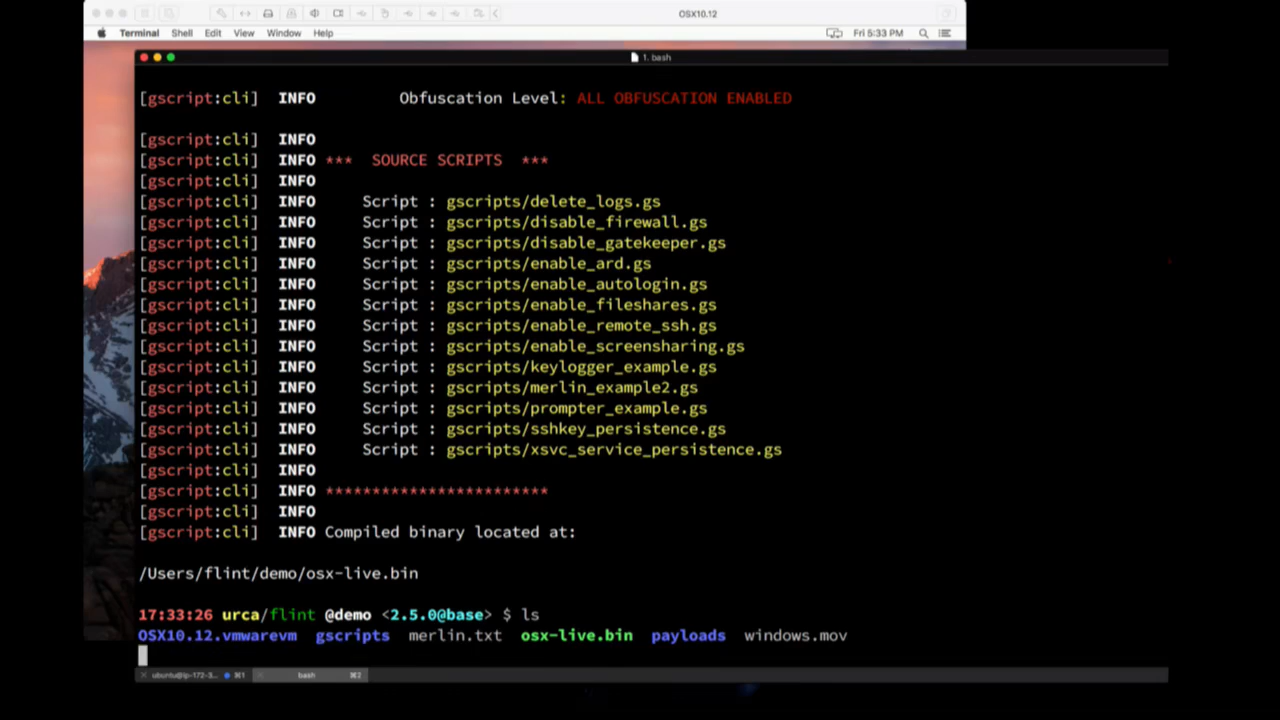 OSX10.12
Terminal Shell Edit View Window Help Fri 5:33 PM
1. bash
[gscript:cli] INFO Obfuscation Level: ALL OBFUSCATION ENABLED
[gscript:cli] INFO
[gscript:cli] INFO *** SOURCE SCRIPTS ***
[gscript:cli] INFO
[gscript:cli] INFO Script : gscripts/delete_logs.gs
[gscript:cli] INFO Script : gscripts/disable_firewall.gs
[gscript:cli] INFO Script : gscripts/disable_gatekeeper.gs
[gscript:cli] INFO Script : gscripts/enable_ard.gs
[gscript:cli] INFO Script : gscripts/enable_autologin.gs
[gscript:cli] INFO Script : gscripts/enable_fileshares.gs
[gscript:cli] INFO Script : gscripts/enable_remote_ssh.gs
[gscript:cli] INFO Script : gscripts/enable_screensharing.gs
[gscript:cli] INFO Script : gscripts/keylogger_example.gs
[gscript:cli] INFO Script : gscripts/merlin_example2.gs
[gscript:cli] INFO Script : gscripts/prompter_example.gs
[gscript:cli] INFO Script : gscripts/sshkey_persistence.gs
[gscript:cli] INFO Script : gscripts/xsvc_service_persistence.gs
[gscript:cli] INFO
[gscript:cli] INFO ************************
[gscript:cli] INFO
[gscript:cli] INFO Compiled binary located at:
/Users/flint/demo/osx-live.bin
17:33:26 urca/flint @demo <2.5.0@base> $ ls
OSX10.12.vmwarevm gscripts merlin.txt osx-live.bin payloads windows.mov
ubuntu@ip-172-3... ⌘1 bash ⌘2